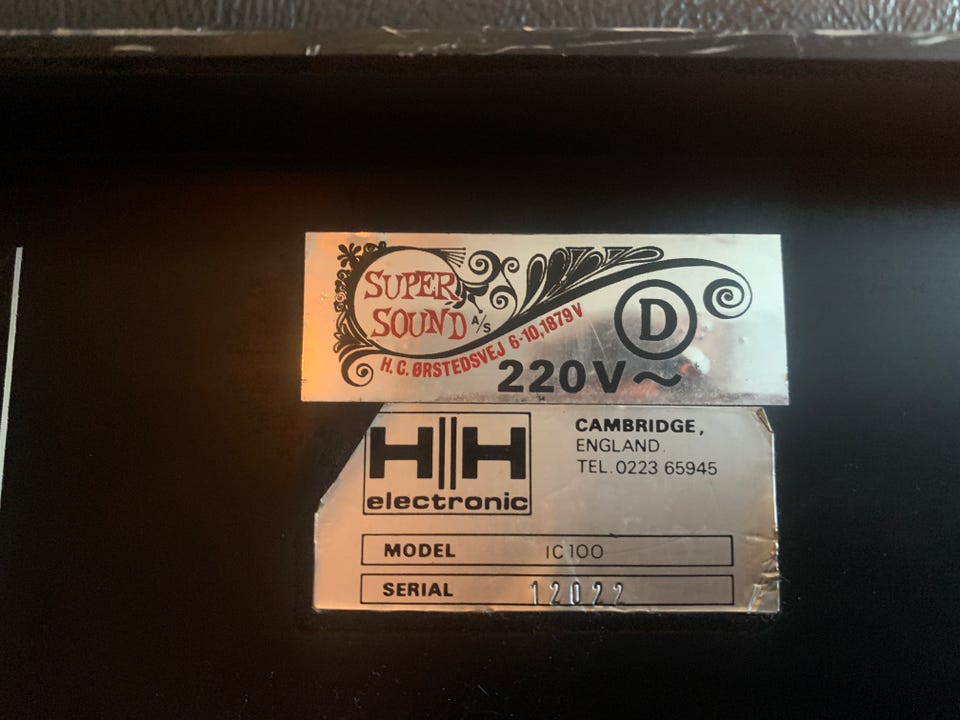 SUPER
SOUND A/S
H.C. ØRSTEDSVEJ 6-10, 1879 V
D
220V~
HH
electronic
CAMBRIDGE,
ENGLAND.
TEL. 0223 65945
MODEL IC100
SERIAL 12022